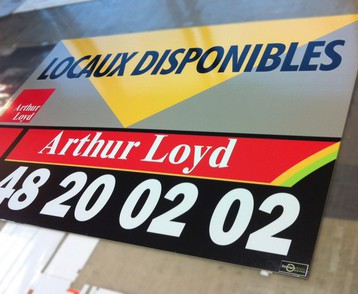 LOCAUX DISPONIBLES
Arthur
Loyd
Arthur Loyd
48 20 02 02